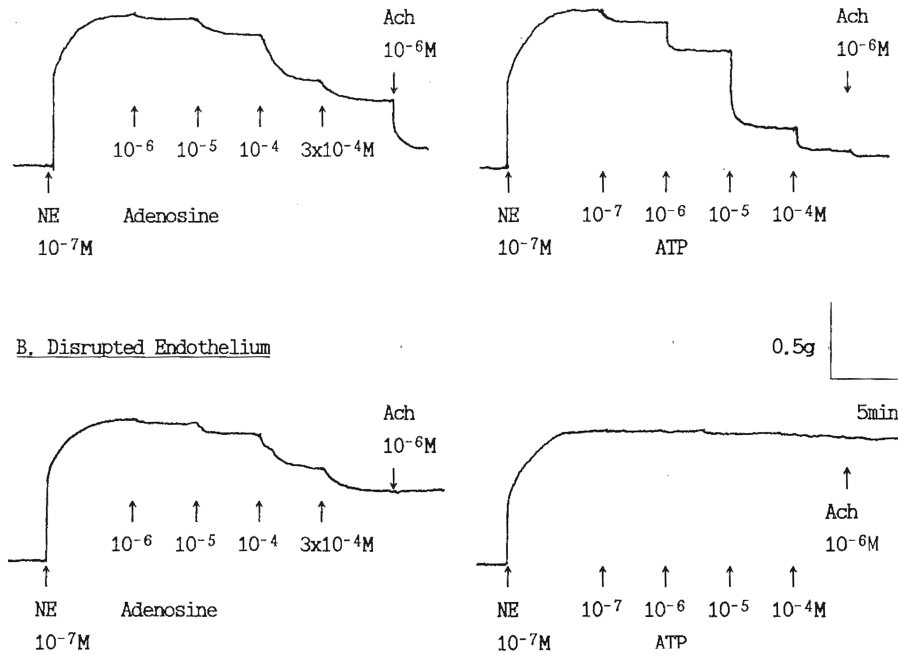 Ach
10⁻⁶M
10⁻⁶ 10⁻⁵ 10⁻⁴ 3x10⁻⁴M
NE Adenosine
10⁻⁷M
Ach
10⁻⁶M
10⁻⁷ 10⁻⁶ 10⁻⁵ 10⁻⁴M
NE
10⁻⁷M ATP
B. Disrupted Endothelium
0.5g
5min
Ach
10⁻⁶M
10⁻⁶ 10⁻⁵ 10⁻⁴ 3x10⁻⁴M
NE Adenosine
10⁻⁷M
Ach
10⁻⁶M
10⁻⁷ 10⁻⁶ 10⁻⁵ 10⁻⁴M
NE
10⁻⁷M ATP